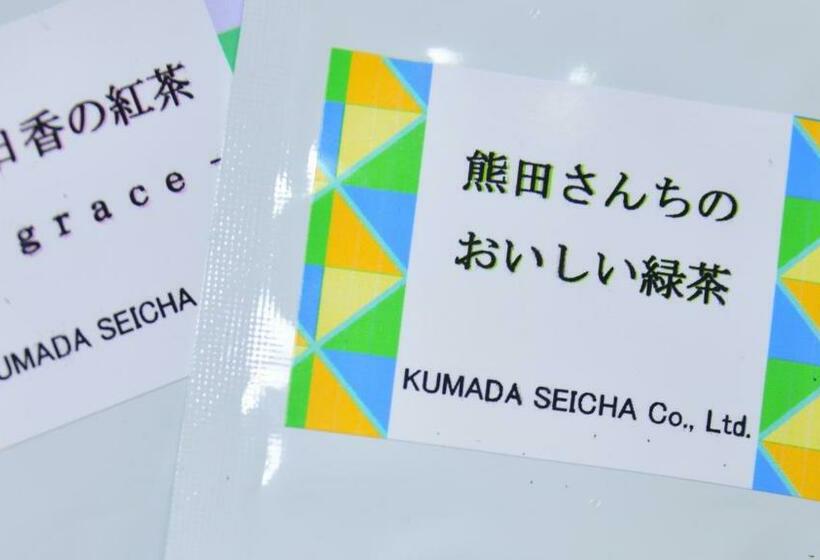 香の紅茶
grace -
UMADA SEICHA
熊田さんちの
おいしい緑茶
KUMADA SEICHA Co., Ltd.